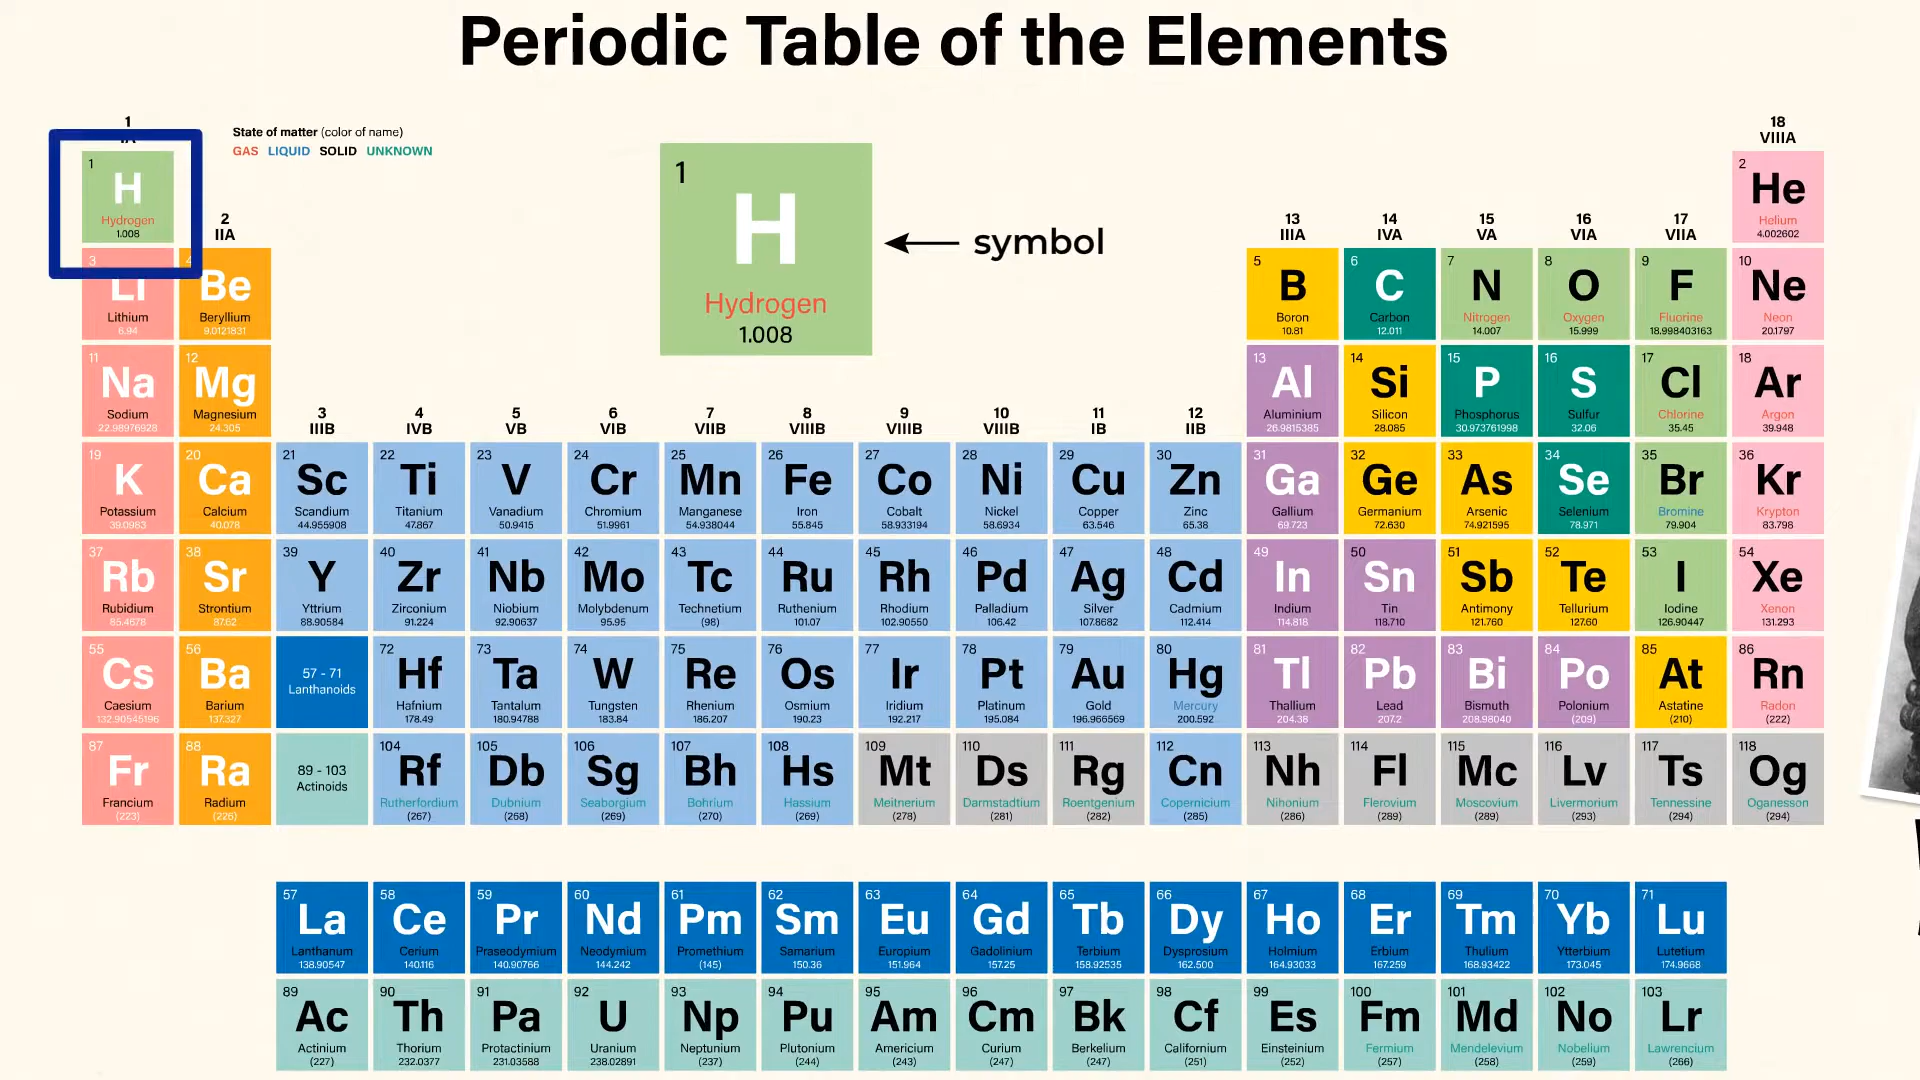 Periodic Table of the Elements
1
18
VIIIA
State of matter (color of name)
GAS LIQUID SOLID UNKNOWN
1
H
Hydrogen
1.008
1
H
Hydrogen
1.008
symbol
2
He
Helium
4.002602
2
IIA
13
IIIA
14
IVA
15
VA
16
VIA
17
VIIA
3
Li
Lithium
6.94
4
Be
Beryllium
9.0121831
5
B
Boron
10.81
6
C
Carbon
12.011
7
N
Nitrogen
14.007
8
O
Oxygen
15.999
9
F
Fluorine
18.998403163
10
Ne
Neon
20.1797
11
Na
Sodium
22.98976928
12
Mg
Magnesium
24.305
13
Al
Aluminium
26.9815385
14
Si
Silicon
28.085
15
P
Phosphorus
30.973761998
16
S
Sulfur
32.06
17
Cl
Chlorine
35.45
18
Ar
Argon
39.948
3
IIIB
4
IVB
5
VB
6
VIB
7
VIIB
8
VIIIB
9
VIIIB
10
VIIIB
11
IB
12
IIB
19
K
Potassium
39.0983
20
Ca
Calcium
40.078
21
Sc
Scandium
44.955908
22
Ti
Titanium
47.867
23
V
Vanadium
50.9415
24
Cr
Chromium
51.9961
25
Mn
Manganese
54.938044
26
Fe
Iron
55.845
27
Co
Cobalt
58.933194
28
Ni
Nickel
58.6934
29
Cu
Copper
63.546
30
Zn
Zinc
65.38
31
Ga
Gallium
69.723
32
Ge
Germanium
72.630
33
As
Arsenic
74.921595
34
Se
Selenium
78.971
35
Br
Bromine
79.904
36
Kr
Krypton
83.798
37
Rb
Rubidium
85.4678
38
Sr
Strontium
87.62
39
Y
Yttrium
88.90584
40
Zr
Zirconium
91.224
41
Nb
Niobium
92.90637
42
Mo
Molybdenum
95.95
43
Tc
Technetium
(98)
44
Ru
Ruthenium
101.07
45
Rh
Rhodium
102.90550
46
Pd
Palladium
106.42
47
Ag
Silver
107.8682
48
Cd
Cadmium
112.414
49
In
Indium
114.818
50
Sn
Tin
118.710
51
Sb
Antimony
121.760
52
Te
Tellurium
127.60
53
I
Iodine
126.90447
54
Xe
Xenon
131.293
55
Cs
Caesium
132.90545196
56
Ba
Barium
137.327
57 - 71
Lanthanoids
72
Hf
Hafnium
178.49
73
Ta
Tantalum
180.94788
74
W
Tungsten
183.84
75
Re
Rhenium
186.207
76
Os
Osmium
190.23
77
Ir
Iridium
192.217
78
Pt
Platinum
195.084
79
Au
Gold
196.966569
80
Hg
Mercury
200.592
81
Tl
Thallium
204.38
82
Pb
Lead
207.2
83
Bi
Bismuth
208.98040
84
Po
Polonium
(209)
85
At
Astatine
(210)
86
Rn
Radon
(222)
87
Fr
Francium
(223)
88
Ra
Radium
(226)
89 - 103
Actinoids
104
Rf
Rutherfordium
(267)
105
Db
Dubnium
(268)
106
Sg
Seaborgium
(269)
107
Bh
Bohrium
(270)
108
Hs
Hassium
(269)
109
Mt
Meitnerium
(278)
110
Ds
Darmstadtium
(281)
111
Rg
Roentgenium
(282)
112
Cn
Copernicium
(285)
113
Nh
Nihonium
(286)
114
Fl
Flerovium
(289)
115
Mc
Moscovium
(289)
116
Lv
Livermorium
(293)
117
Ts
Tennessine
(294)
118
Og
Oganesson
(294)
57
La
Lanthanum
138.90547
58
Ce
Cerium
140.116
59
Pr
Praseodymium
140.90766
60
Nd
Neodymium
144.242
61
Pm
Promethium
(145)
62
Sm
Samarium
150.36
63
Eu
Europium
151.964
64
Gd
Gadolinium
157.25
65
Tb
Terbium
158.92535
66
Dy
Dysprosium
162.500
67
Ho
Holmium
164.93033
68
Er
Erbium
167.259
69
Tm
Thulium
168.93422
70
Yb
Ytterbium
173.045
71
Lu
Lutetium
174.9668
89
Ac
Actinium
(227)
90
Th
Thorium
232.0377
91
Pa
Protactinium
231.03588
92
U
Uranium
238.02891
93
Np
Neptunium
(237)
94
Pu
Plutonium
(244)
95
Am
Americium
(243)
96
Cm
Curium
(247)
97
Bk
Berkelium
(247)
98
Cf
Californium
(251)
99
Es
Einsteinium
(252)
100
Fm
Fermium
(257)
101
Md
Mendelevium
(258)
102
No
Nobelium
(259)
103
Lr
Lawrencium
(266)